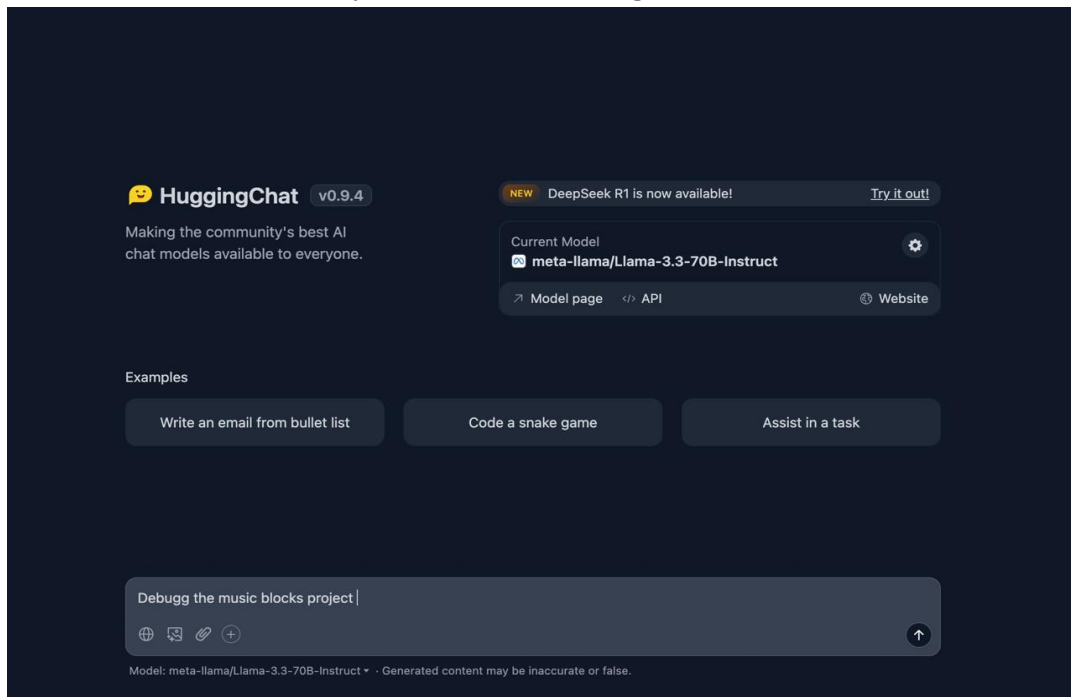 HuggingChat v0.9.4
Making the community's best AI
chat models available to everyone.
NEW DeepSeek R1 is now available! Try it out!
Current Model
meta-llama/Llama-3.3-70B-Instruct
Model page </> API Website
Examples
Write an email from bullet list Code a snake game Assist in a task
Debugg the music blocks project
Model: meta-llama/Llama-3.3-70B-Instruct · Generated content may be inaccurate or false.